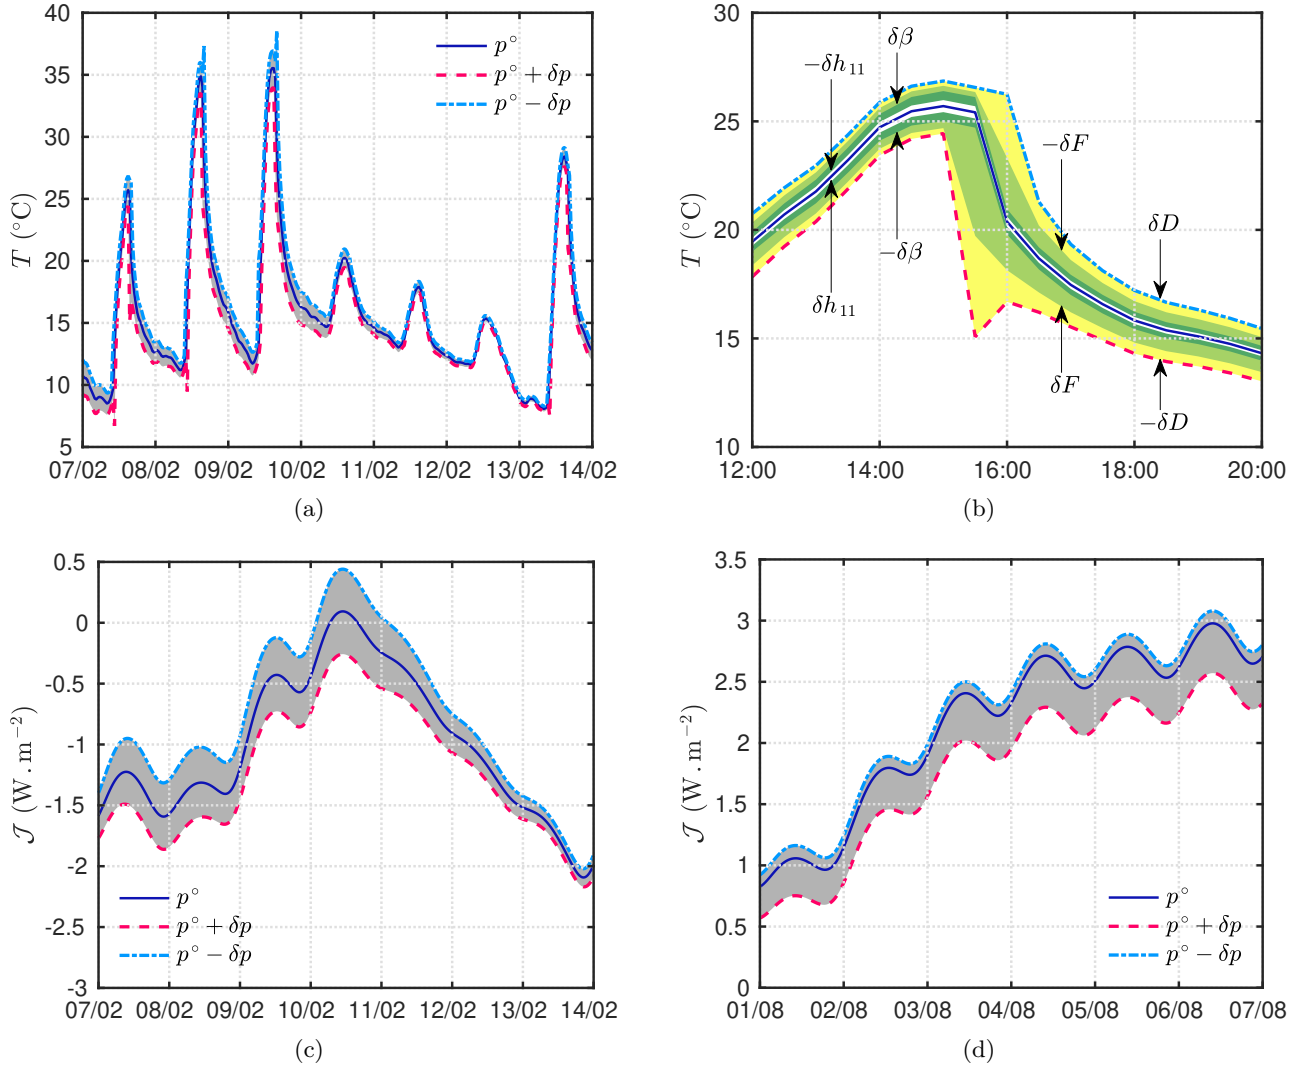 40
35
30
25
20
15
10
5
T (°C)
p°
p° + δp
p° − δp
07/02 08/02 09/02 10/02 11/02 12/02 13/02 14/02
(a)
30
25
20
15
10
T (°C)
−δh11
δβ
−δF
δD
δh11
−δβ
δF
−δD
12:00 14:00 16:00 18:00 20:00
(b)
0.5
0
-0.5
-1
-1.5
-2
-2.5
-3
𝒥 (W . m⁻²)
p°
p° + δp
p° − δp
07/02 08/02 09/02 10/02 11/02 12/02 13/02 14/02
(c)
3.5
3
2.5
2
1.5
1
0.5
0
𝒥 (W . m⁻²)
p°
p° + δp
p° − δp
01/08 02/08 03/08 04/08 05/08 06/08 07/08
(d)